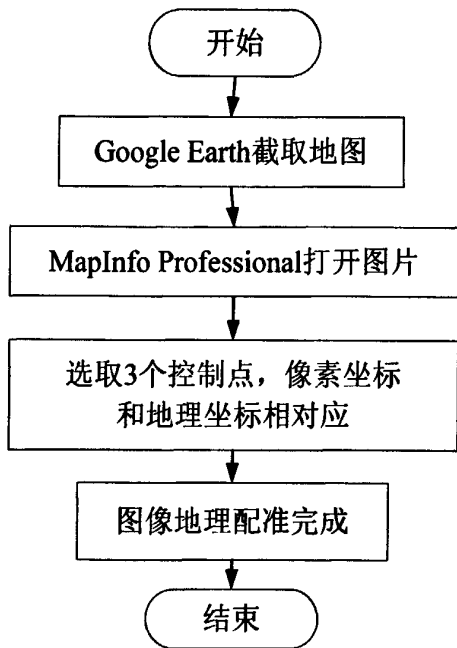 开始
Google Earth截取地图
MapInfo Professional打开图片
选取3个控制点，像素坐标
和地理坐标相对应
图像地理配准完成
结束